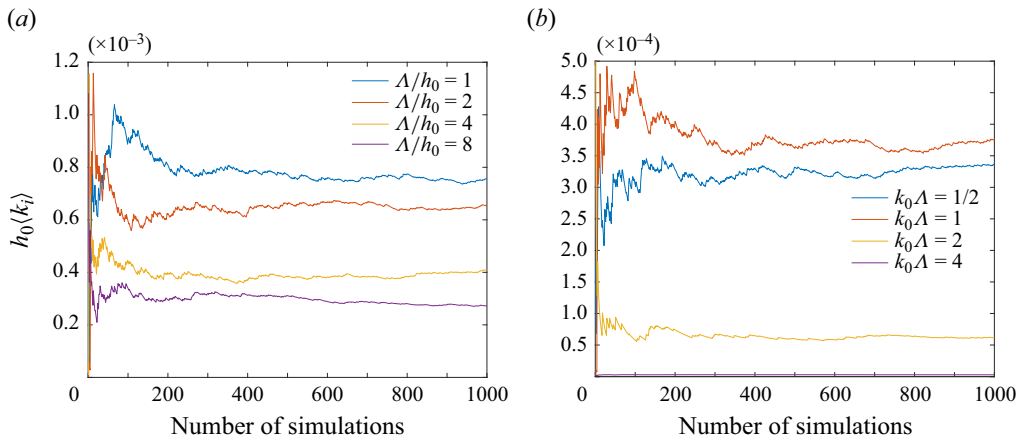 (a)
(×10⁻³)
1.2
1.0
0.8
0.6
0.4
0.2
0
200
400
600
800
1000
h₀⟨kᵢ⟩
Number of simulations
Λ/h₀ = 1
Λ/h₀ = 2
Λ/h₀ = 4
Λ/h₀ = 8
(b)
(×10⁻⁴)
5.0
4.5
4.0
3.5
3.0
2.5
2.0
1.5
1.0
0.5
0
200
400
600
800
1000
Number of simulations
k₀Λ = 1/2
k₀Λ = 1
k₀Λ = 2
k₀Λ = 4